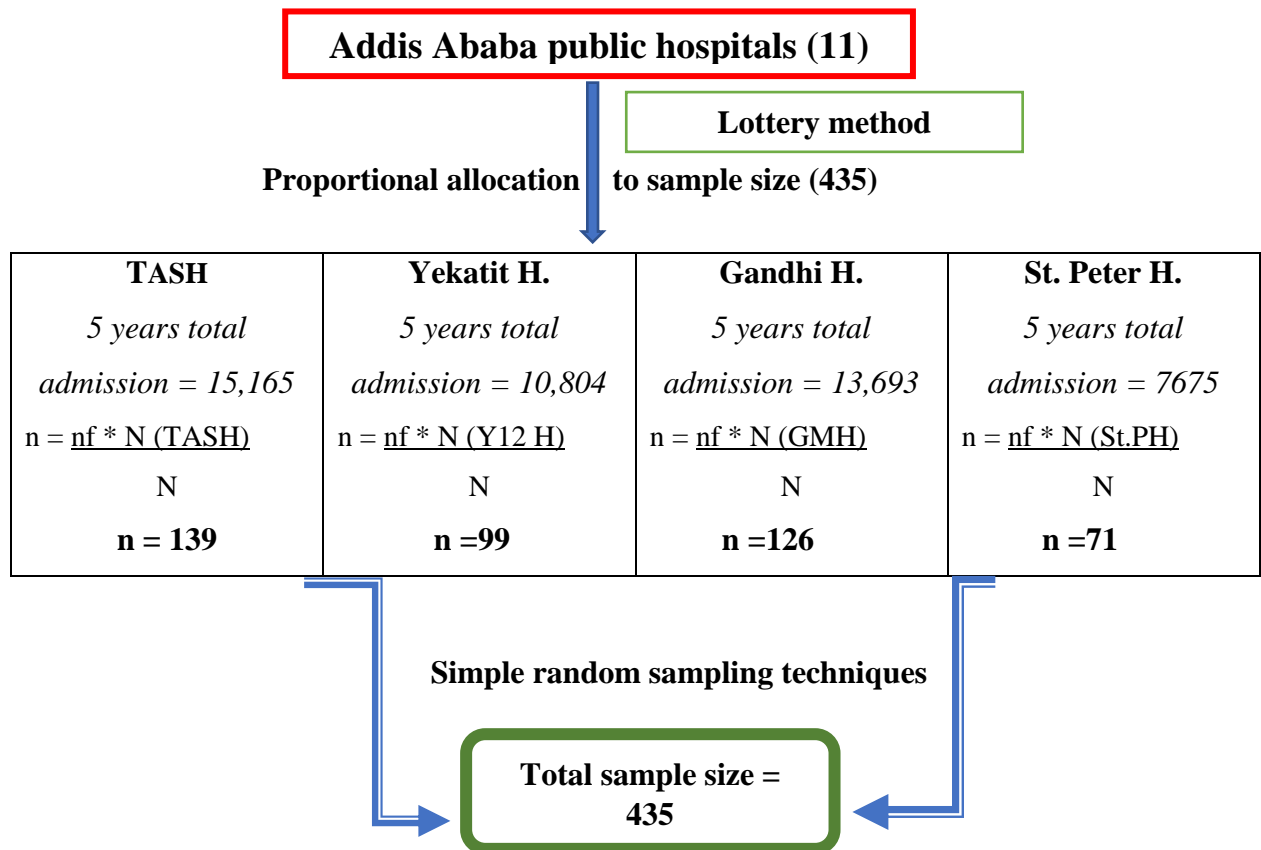 Addis Ababa public hospitals (11)
Lottery method
Proportional allocation to sample size (435)
TASH
5 years total
admission = 15,165
n = nf * N (TASH)
N
n = 139
Yekatit H.
5 years total
admission = 10,804
n = nf * N (Y12 H)
N
n =99
Gandhi H.
5 years total
admission = 13,693
n = nf * N (GMH)
N
n =126
St. Peter H.
5 years total
admission = 7675
n = nf * N (St.PH)
N
n =71
Simple random sampling techniques
Total sample size =
435